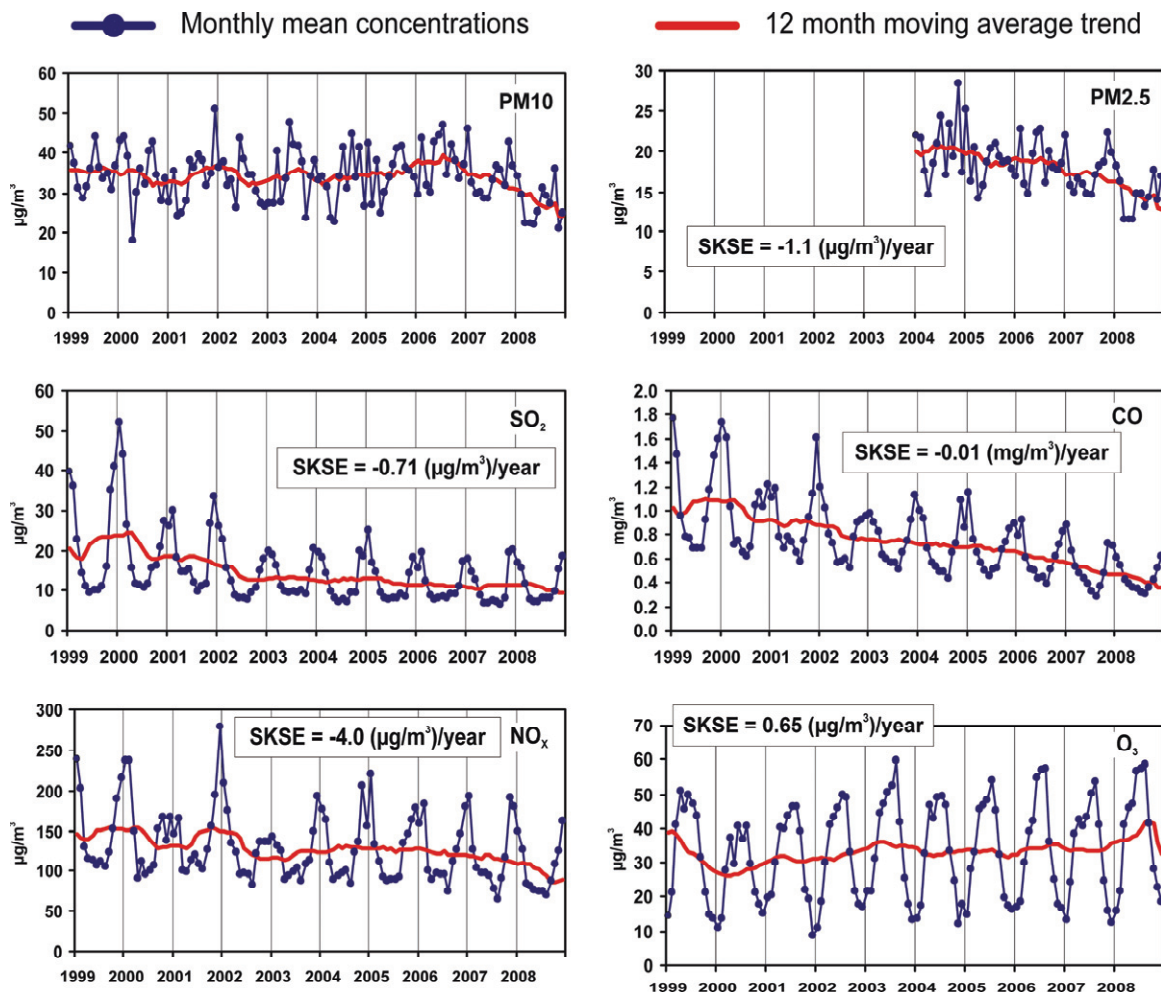 Monthly mean concentrations
12 month moving average trend
60
50
40
30
20
10
0
µg/m³
PM10
1999 2000 2001 2002 2003 2004 2005 2006 2007 2008
30
25
20
15
10
5
0
µg/m³
PM2.5
SKSE = -1.1 (µg/m³)/year
1999 2000 2001 2002 2003 2004 2005 2006 2007 2008
60
50
40
30
20
10
0
µg/m³
SO₂
SKSE = -0.71 (µg/m³)/year
1999 2000 2001 2002 2003 2004 2005 2006 2007 2008
2.0
1.8
1.6
1.4
1.2
1.0
0.8
0.6
0.4
0.2
0.0
mg/m³
CO
SKSE = -0.01 (mg/m³)/year
1999 2000 2001 2002 2003 2004 2005 2006 2007 2008
300
250
200
150
100
50
0
µg/m³
SKSE = -4.0 (µg/m³)/year
NOₓ
1999 2000 2001 2002 2003 2004 2005 2006 2007 2008
70
60
50
40
30
20
10
0
µg/m³
SKSE = 0.65 (µg/m³)/year
O₃
1999 2000 2001 2002 2003 2004 2005 2006 2007 2008